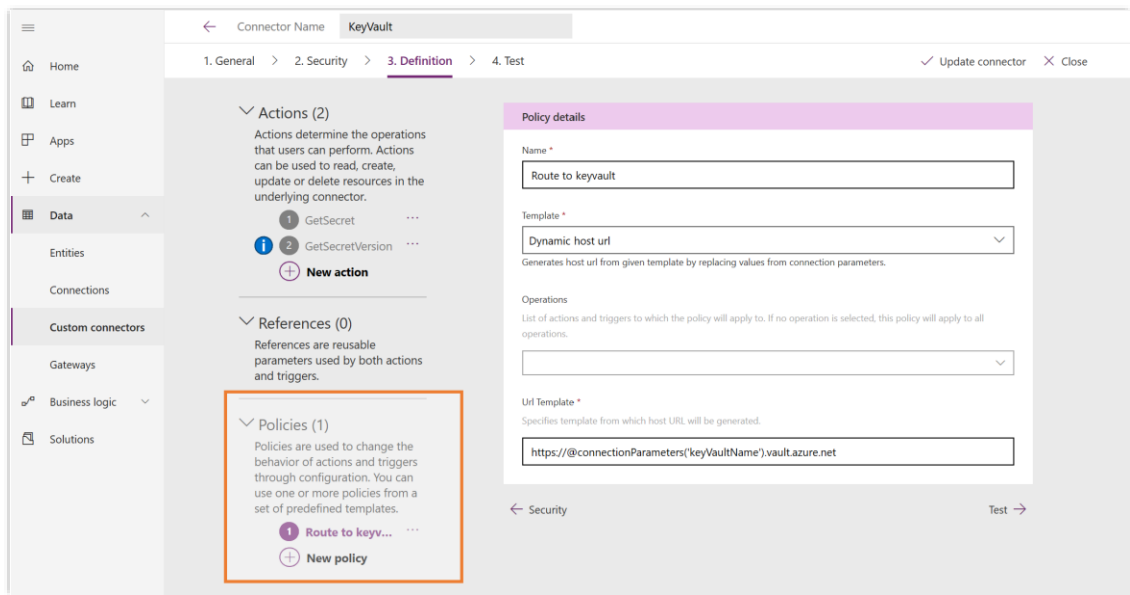 Connector Name KeyVault
1. General > 2. Security > 3. Definition > 4. Test
Update connector
Close
Home
Learn
Apps
Create
Data
Entities
Connections
Custom connectors
Gateways
Business logic
Solutions
Actions (2)
Actions determine the operations
that users can perform. Actions
can be used to read, create,
update or delete resources in the
underlying connector.
1 GetSecret ...
i 2 GetSecretVersion ...
New action
References (0)
References are reusable
parameters used by both actions
and triggers.
Policies (1)
Policies are used to change the
behavior of actions and triggers
through configuration. You can
use one or more policies from a
set of predefined templates.
1 Route to keyv... ...
New policy
Policy details
Name *
Route to keyvault
Template *
Dynamic host url
Generates host url from given template by replacing values from connection parameters.
Operations
List of actions and triggers to which the policy will apply to. If no operation is selected, this policy will apply to all
operations.
Url Template *
Specifies template from which host URL will be generated.
https://@connectionParameters('keyVaultName').vault.azure.net
Security
Test